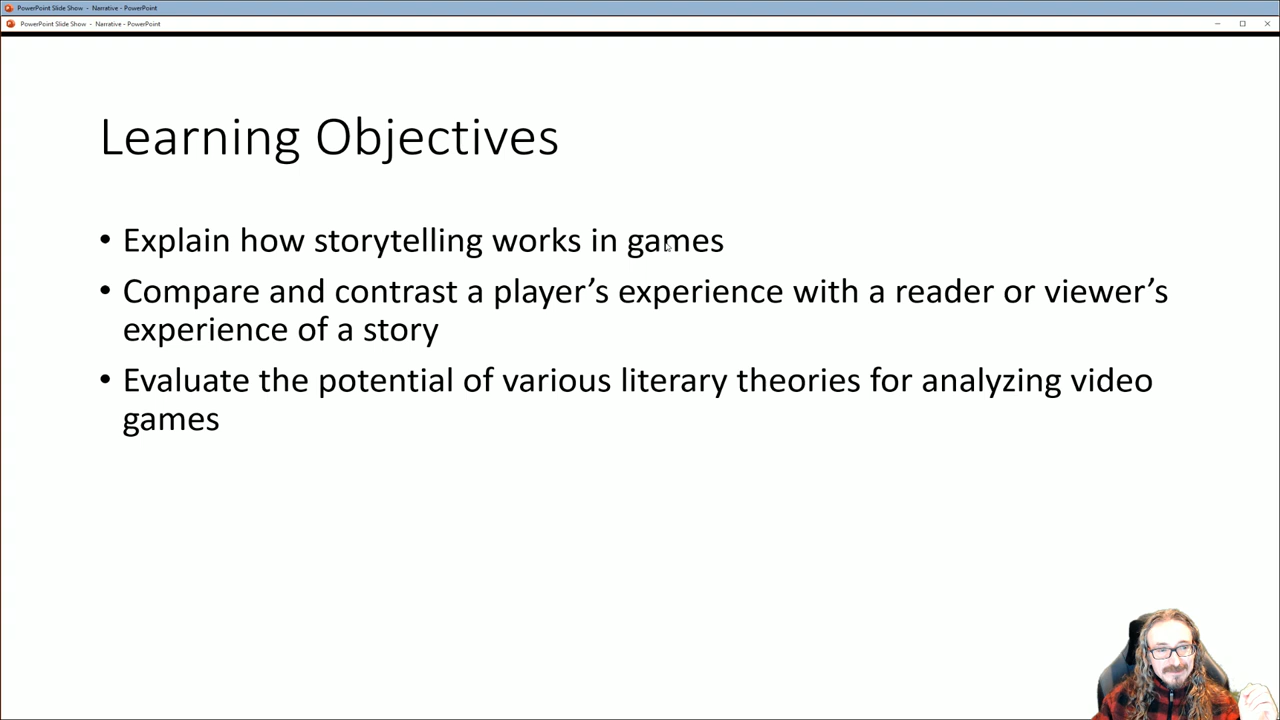 PowerPoint Slide Show - Narrative - PowerPoint
PowerPoint Slide Show - Narrative - PowerPoint
Learning Objectives
• Explain how storytelling works in games
• Compare and contrast a player’s experience with a reader or viewer’s
experience of a story
• Evaluate the potential of various literary theories for analyzing video
games